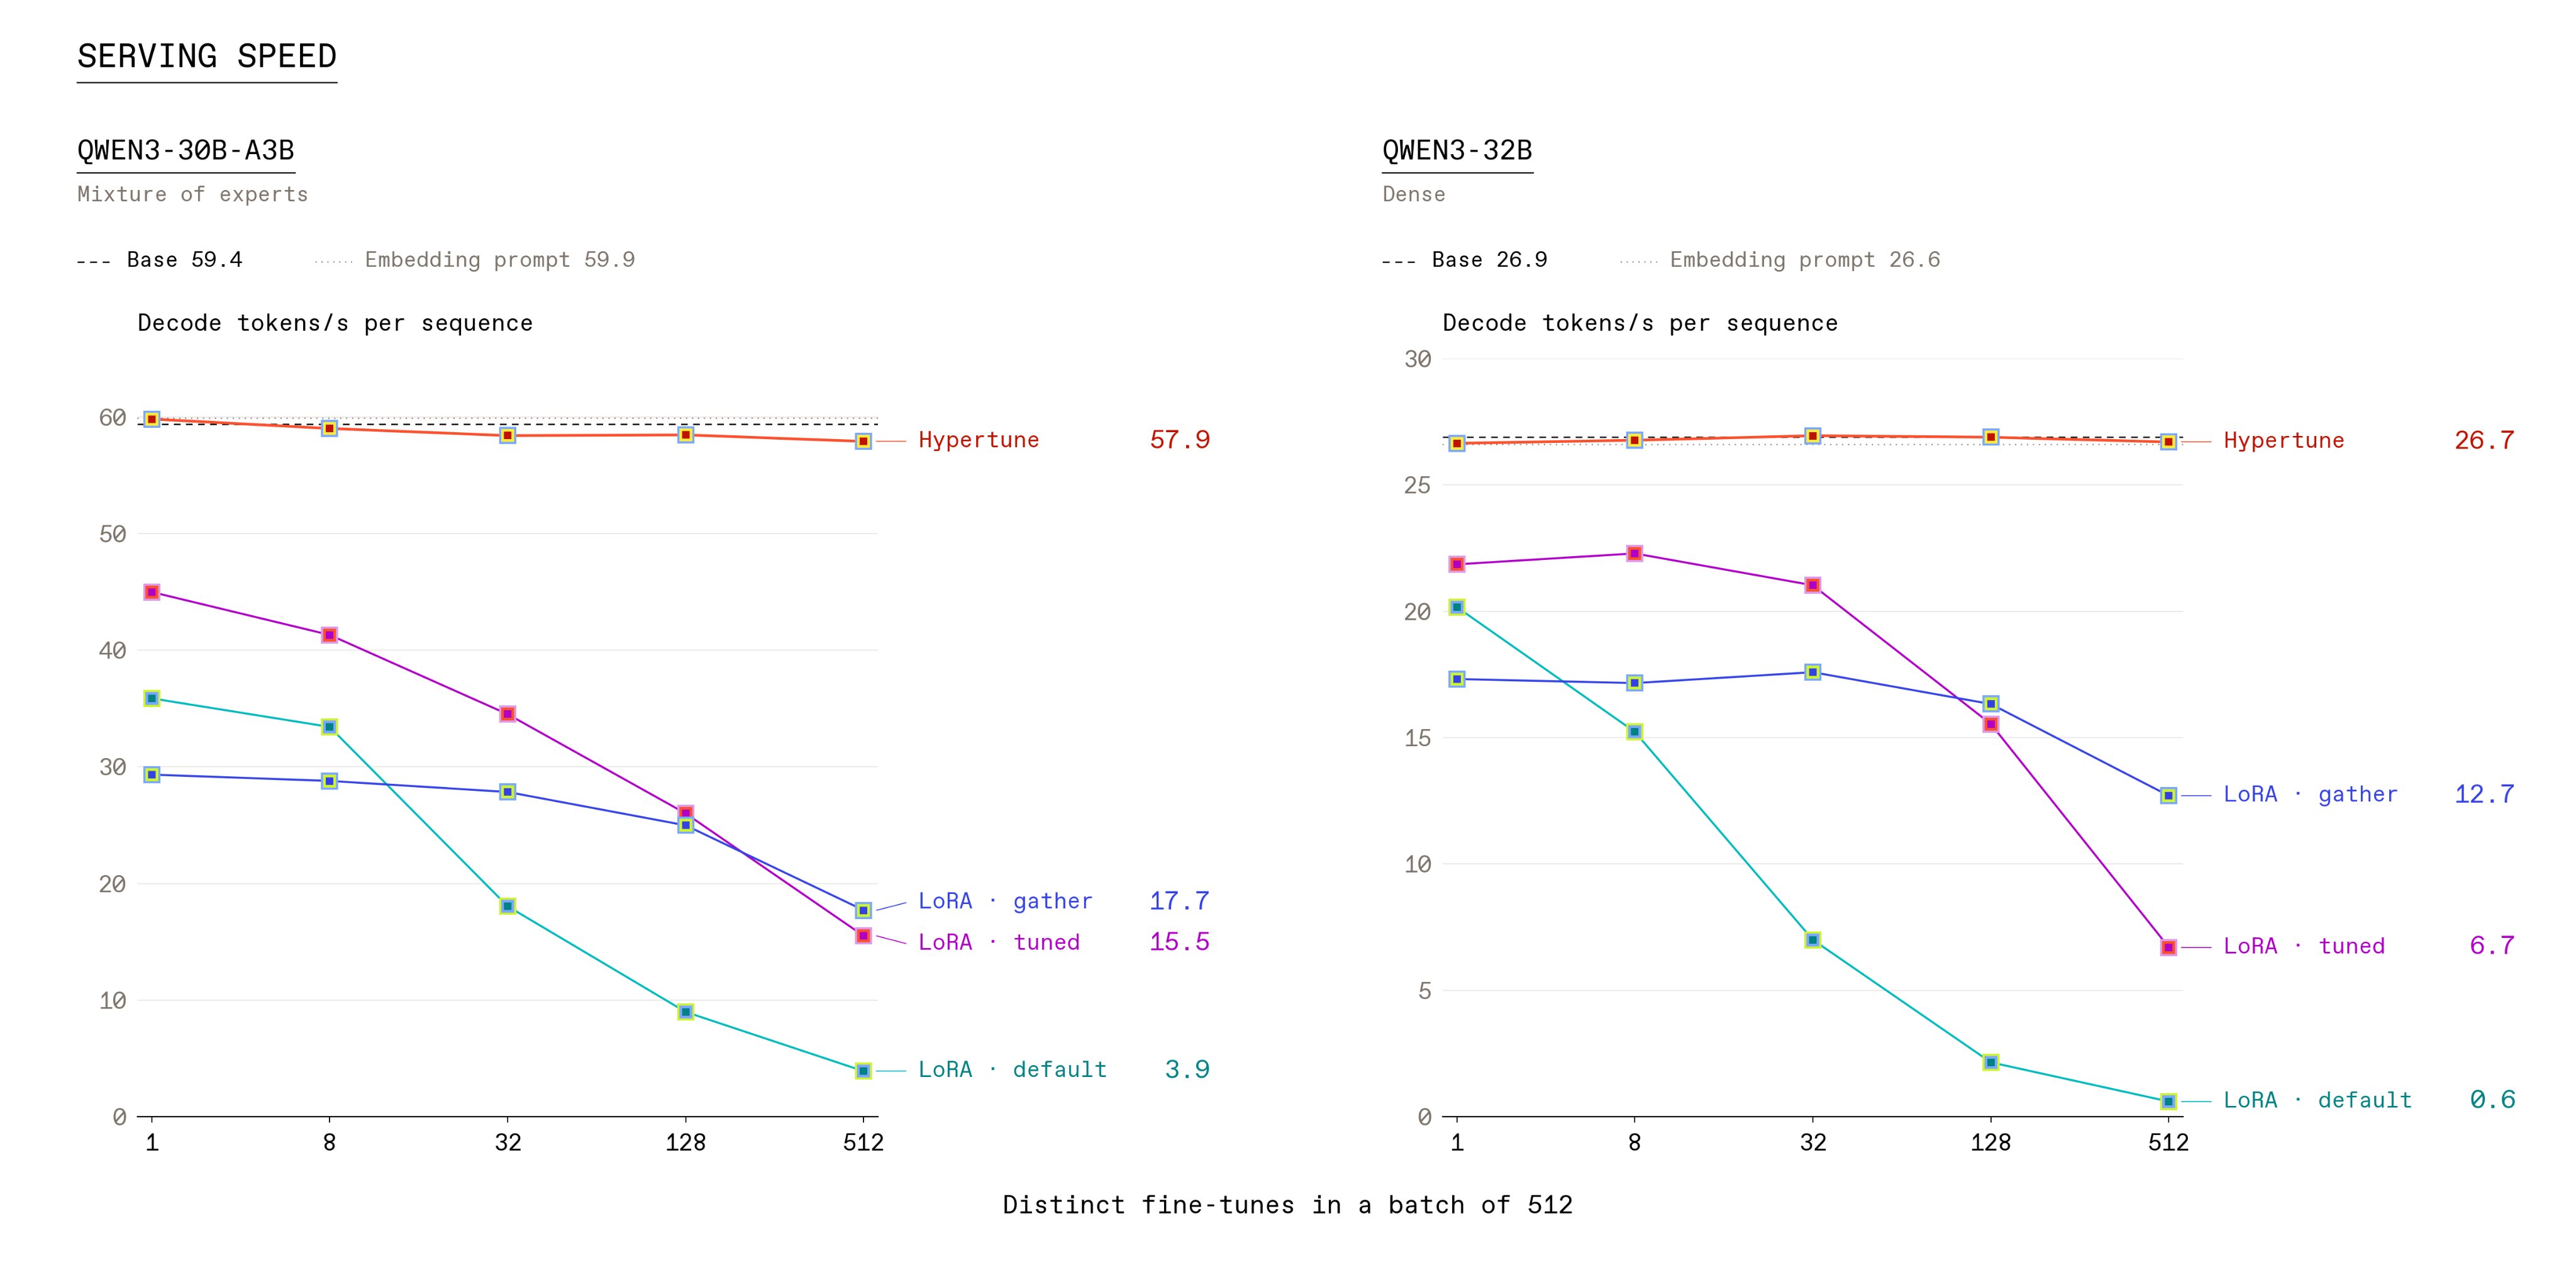 SERVING SPEED
QWEN3-30B-A3B
Mixture of experts
--- Base 59.4 ...... Embedding prompt 59.9
Decode tokens/s per sequence
60
50
40
30
20
10
0
Hypertune 57.9
LoRA · gather 17.7
LoRA · tuned 15.5
LoRA · default 3.9
1 8 32 128 512
QWEN3-32B
Dense
--- Base 26.9 ...... Embedding prompt 26.6
Decode tokens/s per sequence
30
25
20
15
10
5
0
Hypertune 26.7
LoRA · gather 12.7
LoRA · tuned 6.7
LoRA · default 0.6
1 8 32 128 512
Distinct fine-tunes in a batch of 512